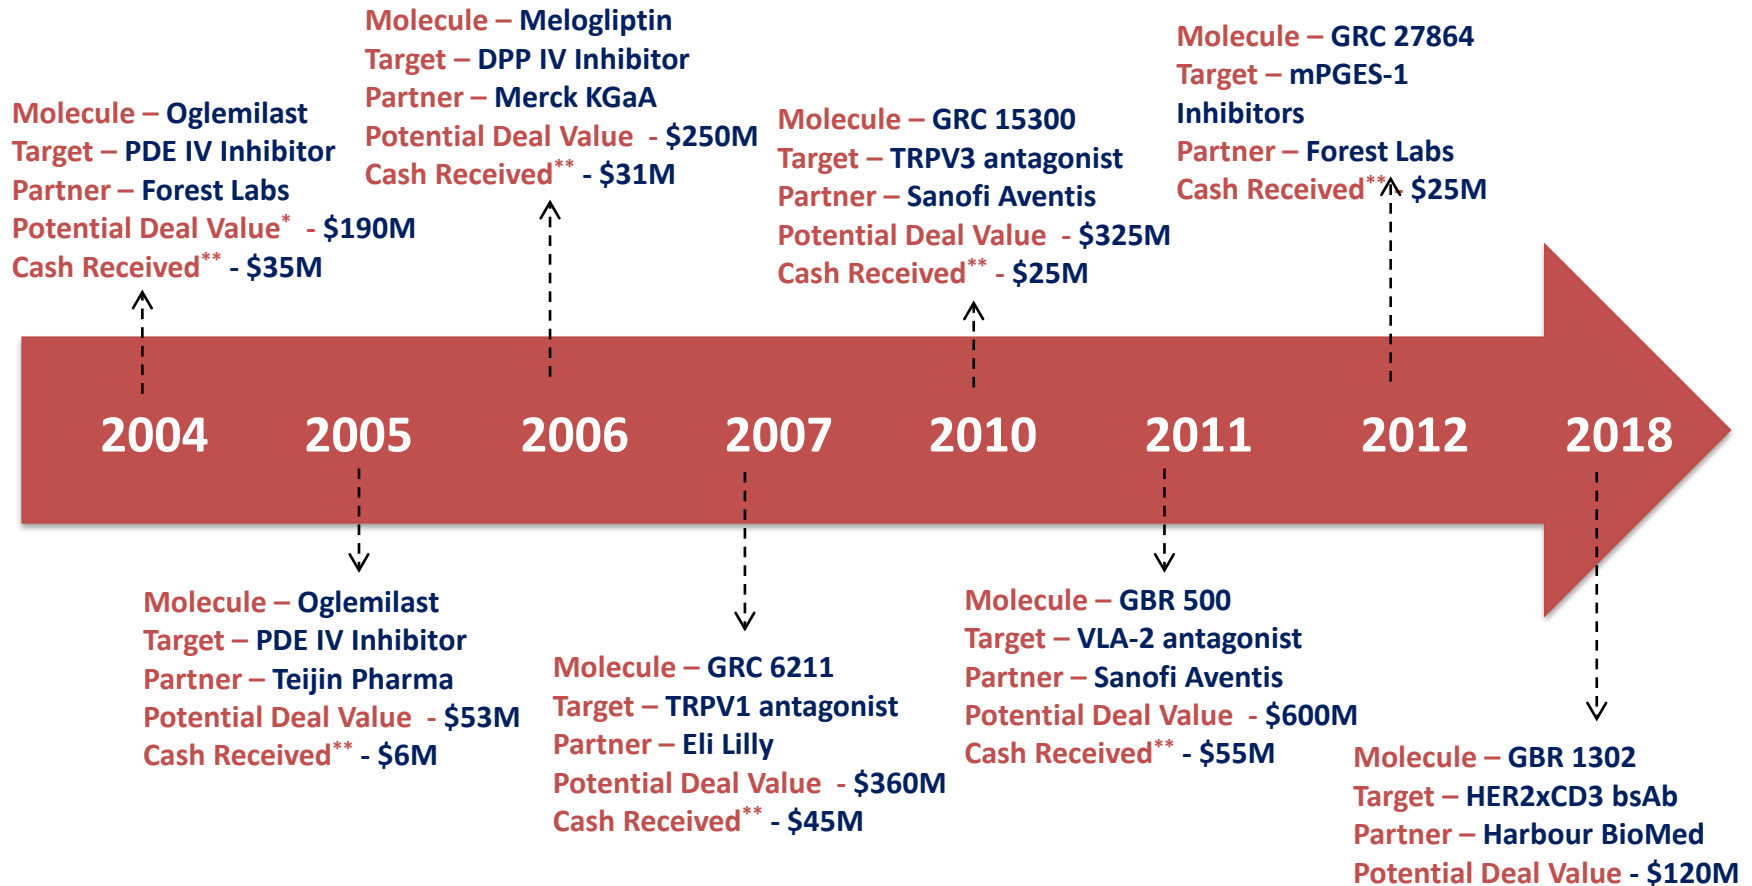 Molecule – Oglemilast
Target – PDE IV Inhibitor
Partner – Forest Labs
Potential Deal Value* - $190M
Cash Received** - $35M
Molecule – Melogliptin
Target – DPP IV Inhibitor
Partner – Merck KGaA
Potential Deal Value - $250M
Cash Received** - $31M
Molecule – GRC 15300
Target – TRPV3 antagonist
Partner – Sanofi Aventis
Potential Deal Value - $325M
Cash Received** - $25M
Molecule – GRC 27864
Target – mPGES-1
Inhibitors
Partner – Forest Labs
Cash Received** - $25M
2004 2005 2006 2007 2010 2011 2012 2018
Molecule – Oglemilast
Target – PDE IV Inhibitor
Partner – Teijin Pharma
Potential Deal Value - $53M
Cash Received** - $6M
Molecule – GRC 6211
Target – TRPV1 antagonist
Partner – Eli Lilly
Potential Deal Value - $360M
Cash Received** - $45M
Molecule – GBR 500
Target – VLA-2 antagonist
Partner – Sanofi Aventis
Potential Deal Value - $600M
Cash Received** - $55M
Molecule – GBR 1302
Target – HER2xCD3 bsAb
Partner – Harbour BioMed
Potential Deal Value - $120M